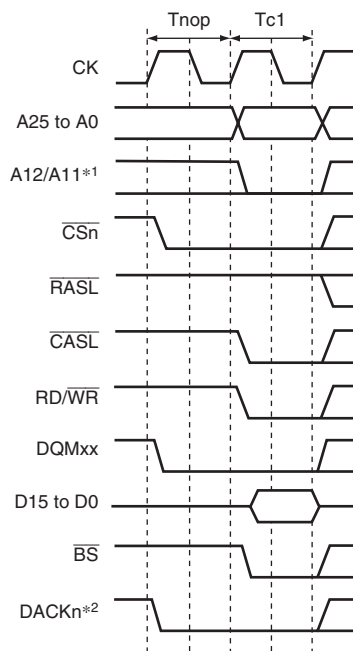 Tnop Tc1
CK
A25 to A0
A12/A11*1
CSn
RASL
CASL
RD/WR
DQMxx
D15 to D0
BS
DACKn*2